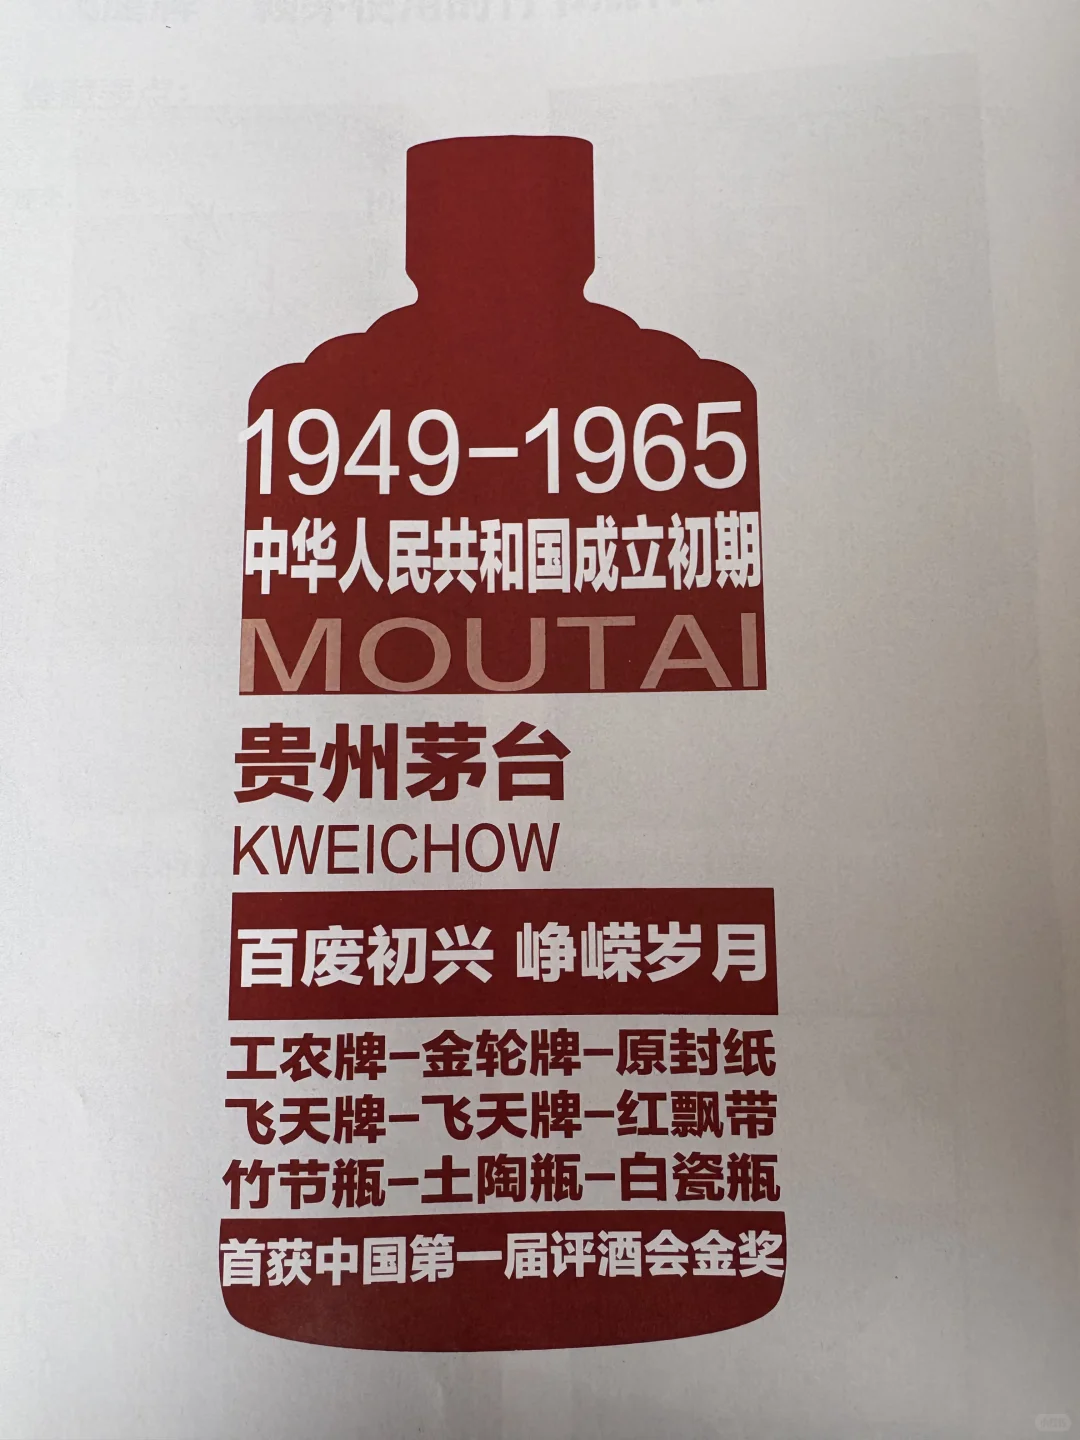 1949-1965
中华人民共和国成立初期
MOUTAI
贵州茅台
KWEICHOW
百废初兴 峥嵘岁月
工农牌-金轮牌-原封纸
飞天牌-飞天牌-红飘带
竹节瓶-土陶瓶-白瓷瓶
首获中国第一届评酒会金奖